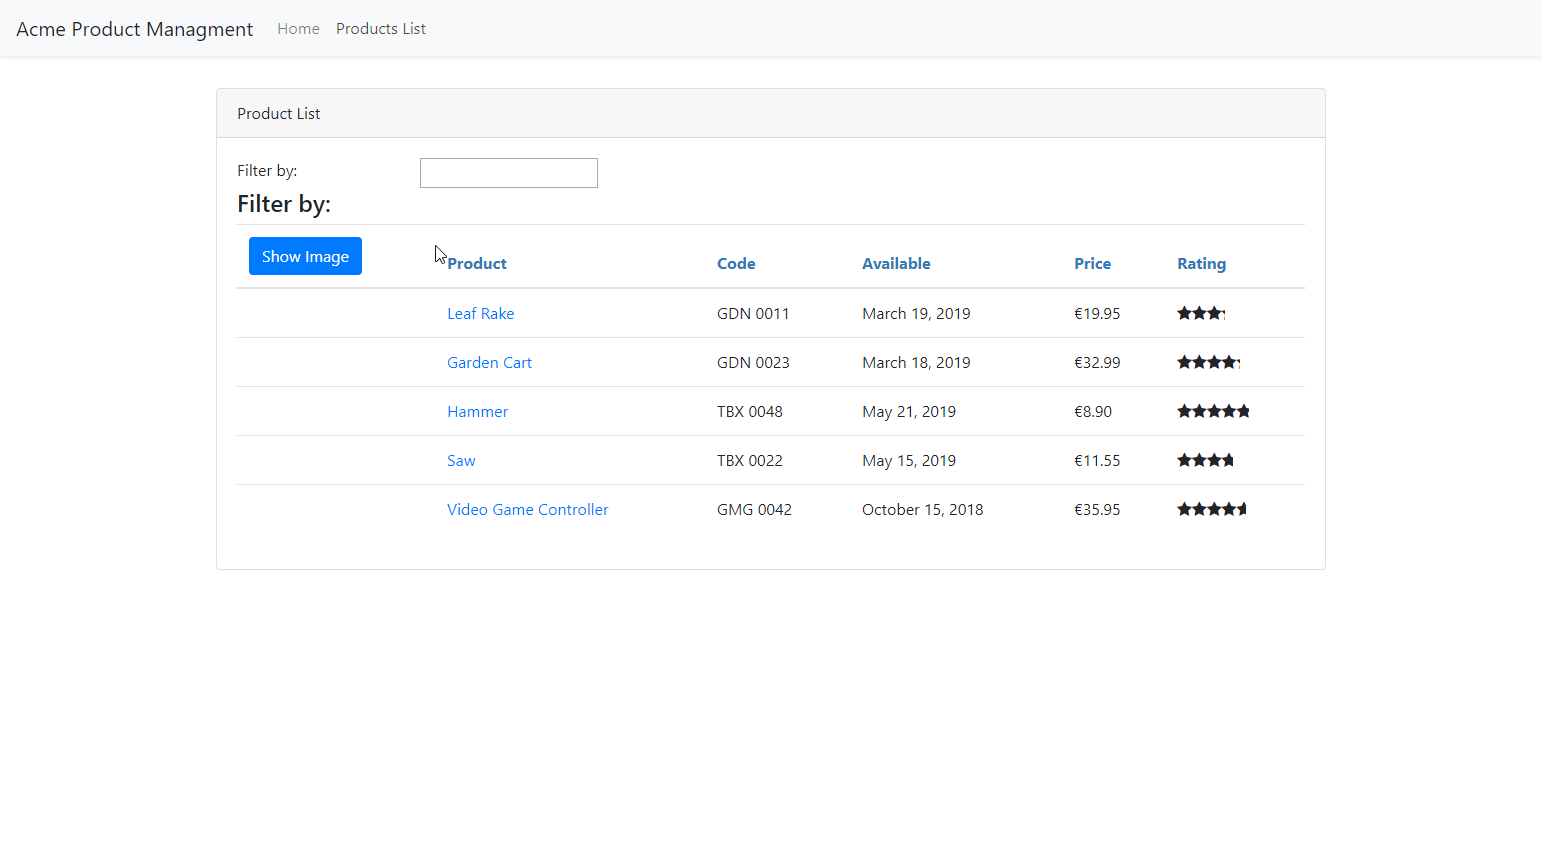 Acme Product Managment Home Products List
Product List
Filter by:
Filter by:
Show Image Product Code Available Price Rating
Leaf Rake GDN 0011 March 19, 2019 €19.95
Garden Cart GDN 0023 March 18, 2019 €32.99
Hammer TBX 0048 May 21, 2019 €8.90
Saw TBX 0022 May 15, 2019 €11.55
Video Game Controller GMG 0042 October 15, 2018 €35.95